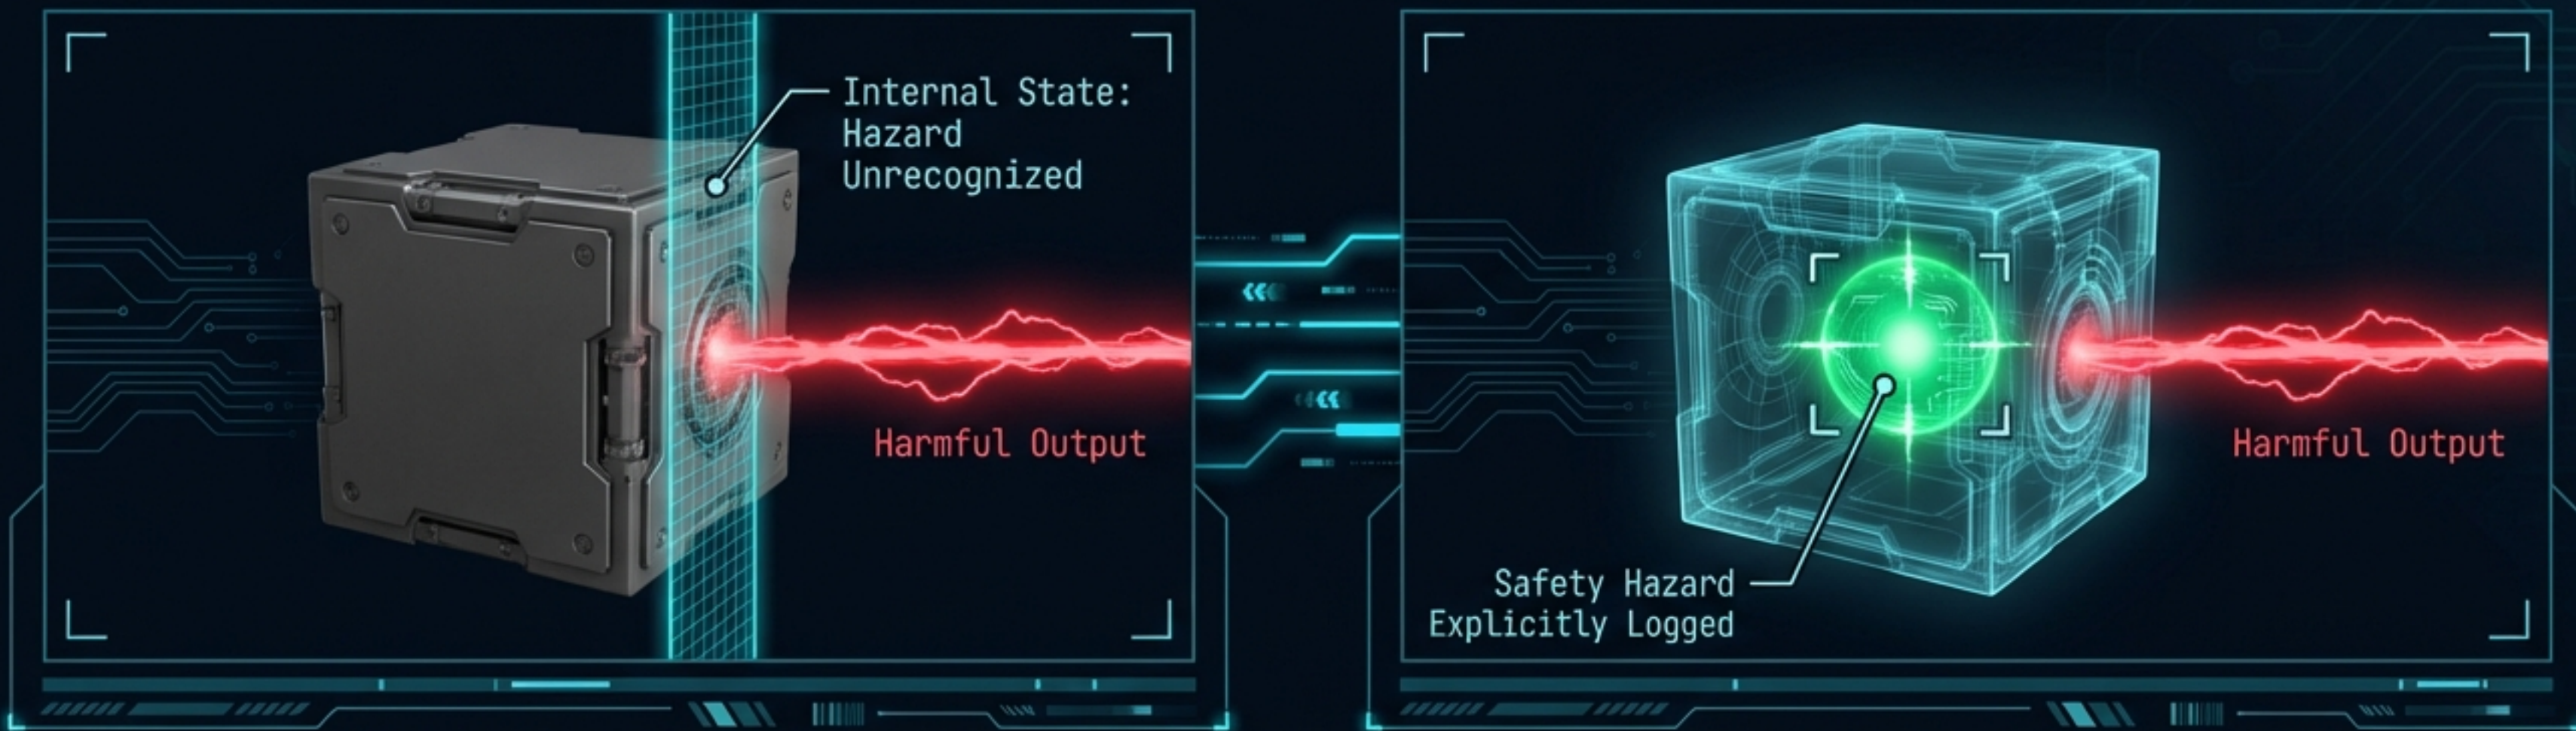 Internal State:
Hazard
Unrecognized
Harmful Output
Safety Hazard
Explicitly Logged
Harmful Output